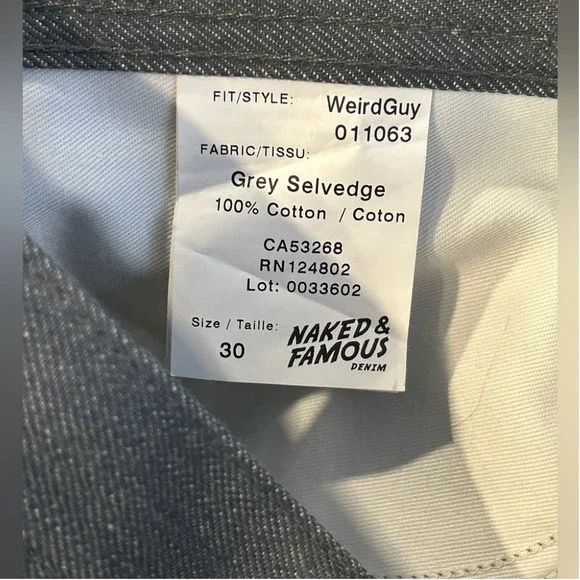 FIT/STYLE: WeirdGuy
011063
FABRIC/TISSU:
Grey Selvedge
100% Cotton / Coton
CA53268
RN124802
Lot: 0033602
Size / Taille:
30
NAKED &
FAMOUS
DENIM